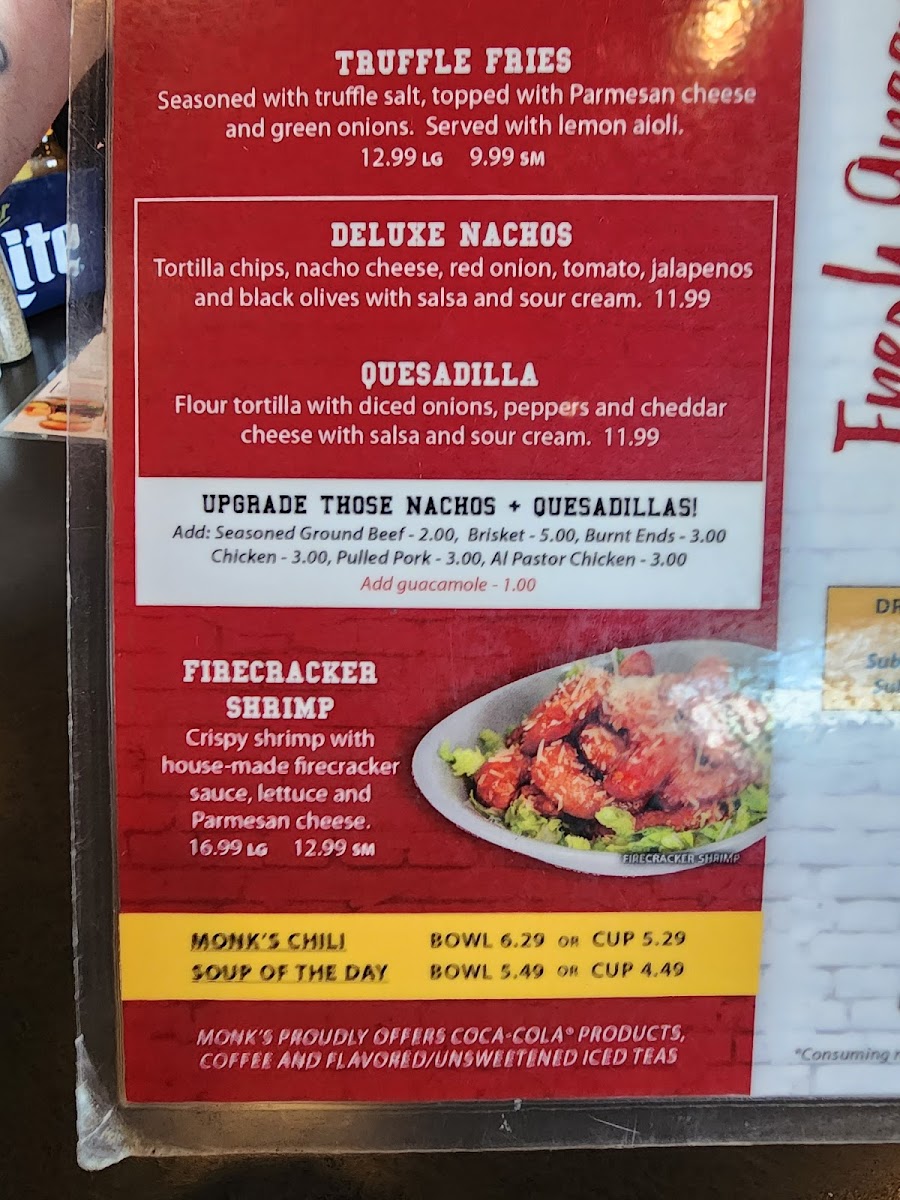 TRUFFLE FRIES
Seasoned with truffle salt, topped with Parmesan cheese
and green onions. Served with lemon aioli.
12.99 LG 9.99 SM
DELUXE NACHOS
Tortilla chips, nacho cheese, red onion, tomato, jalapenos
and black olives with salsa and sour cream. 11.99
QUESADILLA
Flour tortilla with diced onions, peppers and cheddar
cheese with salsa and sour cream. 11.99
UPGRADE THOSE NACHOS + QUESADILLAS!
Add: Seasoned Ground Beef - 2.00, Brisket - 5.00, Burnt Ends - 3.00
Chicken - 3.00, Pulled Pork - 3.00, Al Pastor Chicken - 3.00
Add guacamole - 1.00
FIRECRACKER
SHRIMP
Crispy shrimp with
house-made firecracker
sauce, lettuce and
Parmesan cheese.
16.99 LG 12.99 SM
FIRECRACKER SHRIMP
MONK'S CHILI BOWL 6.29 OR CUP 5.29
SOUP OF THE DAY BOWL 5.49 OR CUP 4.49
MONK'S PROUDLY OFFERS COCA-COLA® PRODUCTS,
COFFEE AND FLAVORED/UNSWEETENED ICED TEAS
*Consuming